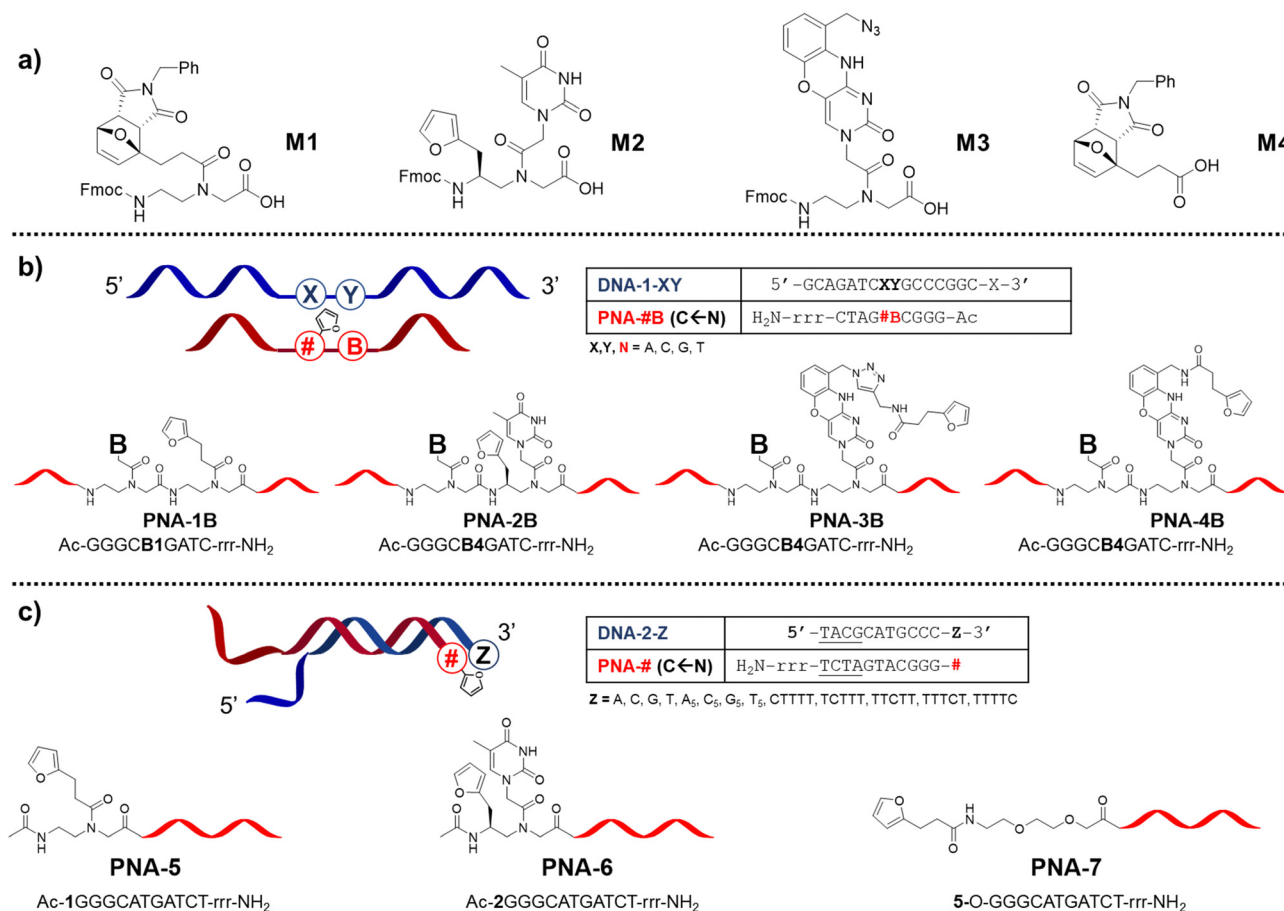 a)
Ph
O N O
O
O
Fmoc N H
N
O
OH
M1
O
NH
N O
O
O
Fmoc N H
N
O
OH
M2
N3
NH
O
N
N O
O
Fmoc N H
N
O
OH
M3
Ph
O N O
O
OH
O
M4
b)
5’ X Y 3’
# B
DNA-1-XY 5’-GCAGATCXYGCCCGGC-X-3’
PNA-#B (C←N) H2N-rrr-CTAG#BCGGG-Ac
X,Y, N = A, C, G, T
B B B B
PNA-1B PNA-2B PNA-3B PNA-4B
Ac-GGGCB1GATC-rrr-NH2 Ac-GGGCB4GATC-rrr-NH2 Ac-GGGCB4GATC-rrr-NH2 Ac-GGGCB4GATC-rrr-NH2
c)
3’
# Z
5’
DNA-2-Z 5’-TACGCATGCCC-Z-3’
PNA-# (C←N) H2N-rrr-TCTAGTACGGG-#
Z = A, C, G, T, A5, C5, G5, T5, CTTTT, TCTTT, TTCTT, TTTCT, TTTTC
PNA-5 PNA-6 PNA-7
Ac-1GGGCATGATCT-rrr-NH2 Ac-2GGGCATGATCT-rrr-NH2 5-O-GGGCATGATCT-rrr-NH2